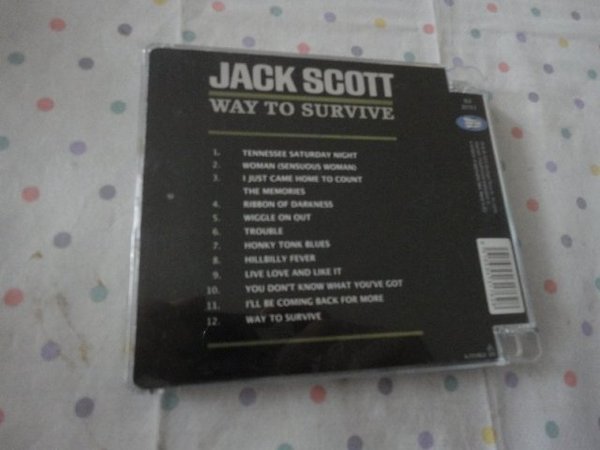 JACK SCOTT
WAY TO SURVIVE
1. TENNESSEE SATURDAY NIGHT
2. WOMAN (SENSUOUS WOMAN)
3. I JUST CAME HOME TO COUNT
THE MEMORIES
4. RIBBON OF DARKNESS
5. WIGGLE ON OUT
6. TROUBLE
7. HONKY TONK BLUES
8. HILLBILLY FEVER
9. LIVE LOVE AND LIKE IT
10. YOU DON'T KNOW WHAT YOU'VE GOT
11. I'LL BE COMING BACK FOR MORE
12. WAY TO SURVIVE